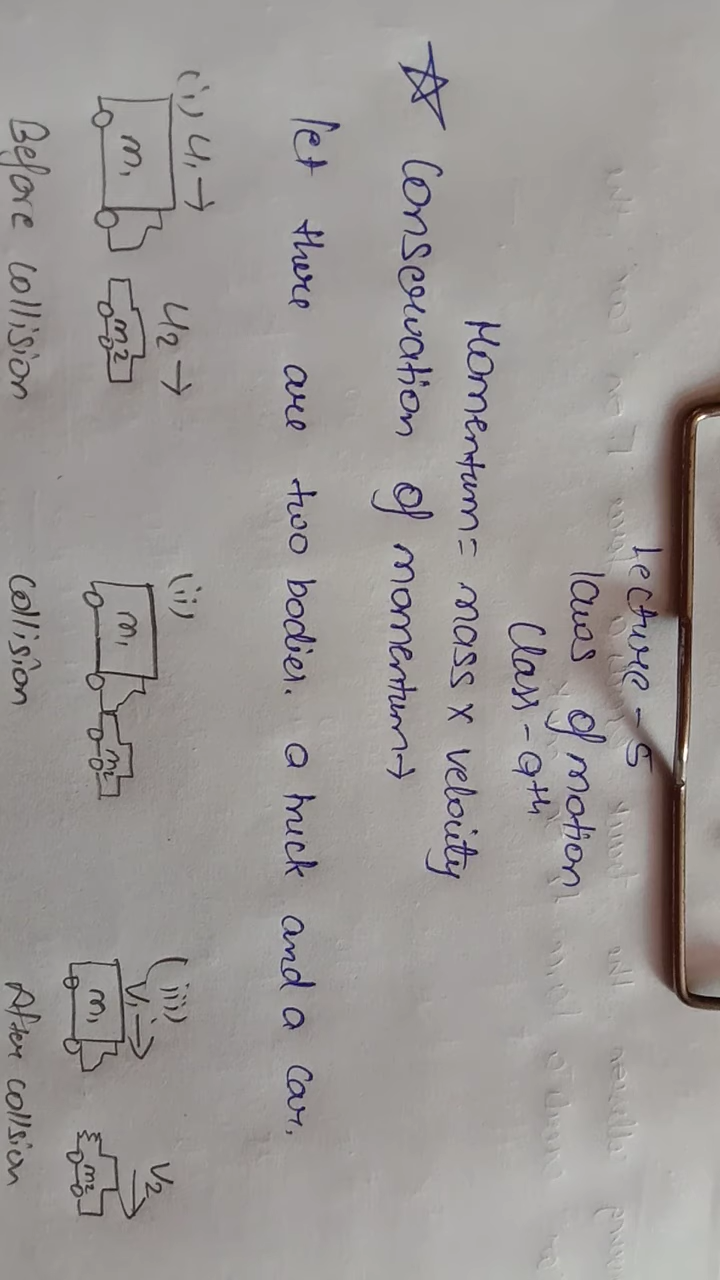 Lecture - 5
laws of motion
Class - 9th
Momentum = mass x velocity
☆ Conservation of momentum →
let there are two bodies. a truck and a car.
(i) (ii) (iii)
u₁ → u₂ → V₁ → V₂ →
m₁ m₂ m₁ m₂ m₁ m₂
Before collision collision After collsion